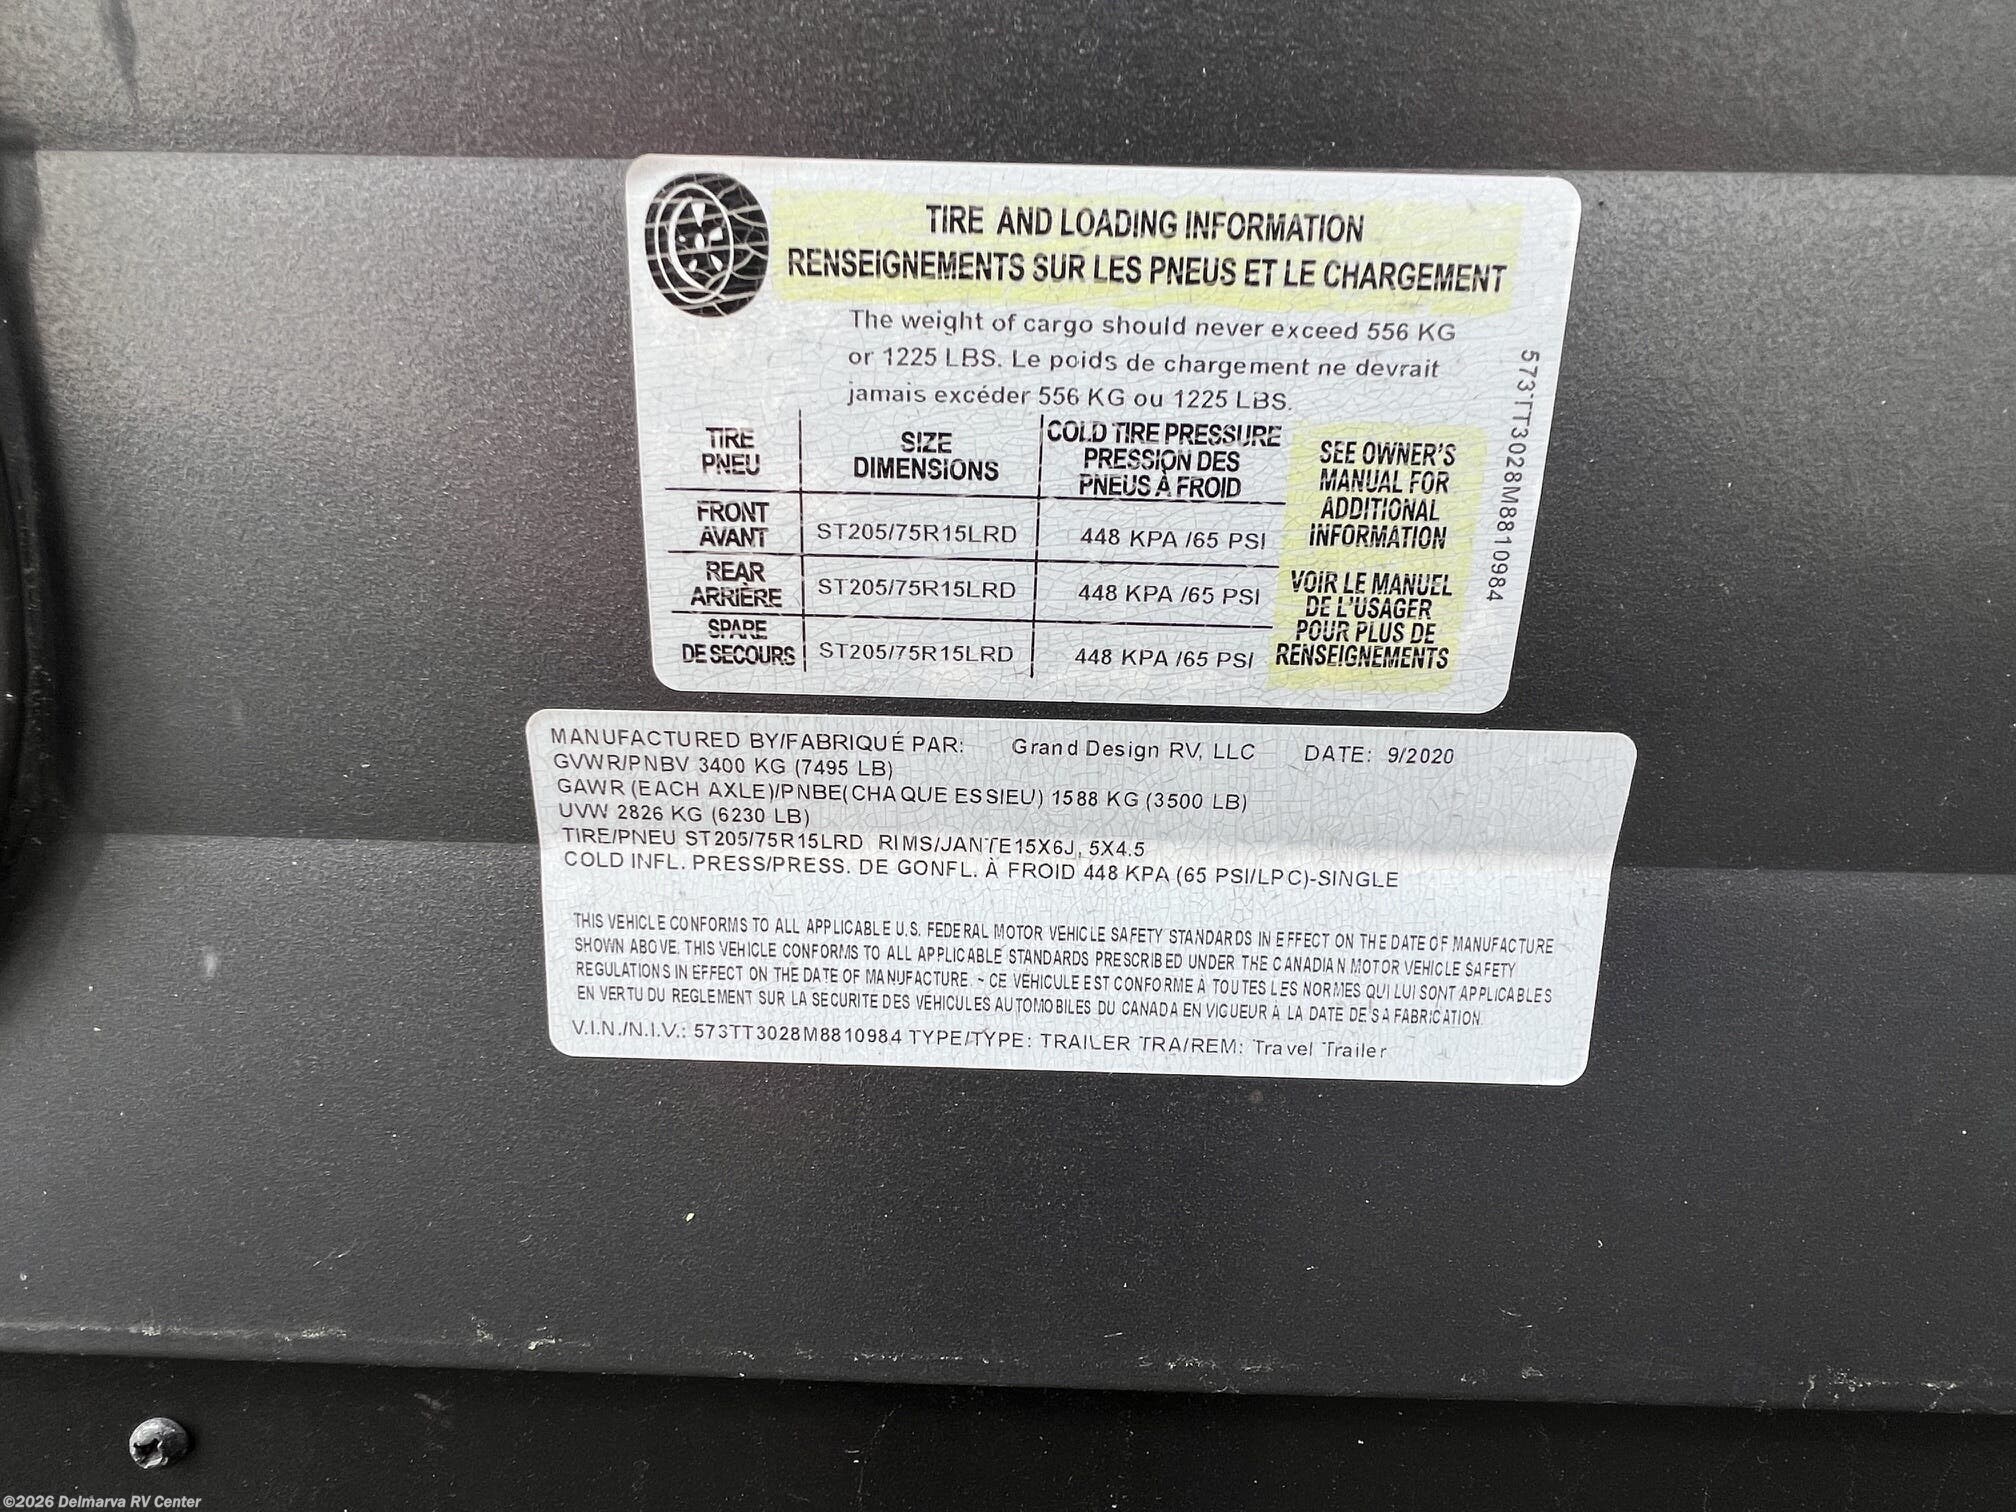 TIRE AND LOADING INFORMATION
RENSEIGNEMENTS SUR LES PNEUS ET LE CHARGEMENT
The weight of cargo should never exceed 556 KG
or 1225 LBS. Le poids de chargement ne devrait
jamais excéder 556 KG ou 1225 LBS.
TIRE
PNEU
SIZE
DIMENSIONS
COLD TIRE PRESSURE
PRESSION DES
PNEUS À FROID
FRONT
AVANT
ST205/75R15LRD
448 KPA /65 PSI
REAR
ARRIÈRE
ST205/75R15LRD
448 KPA /65 PSI
SPARE
DE SECOURS
ST205/75R15LRD
448 KPA /65 PSI
SEE OWNER'S
MANUAL FOR
ADDITIONAL
INFORMATION
VOIR LE MANUEL
DE L'USAGER
POUR PLUS DE
RENSEIGNEMENTS
573TT3028M8810984
MANUFACTURED BY/FABRIQUÉ PAR: Grand Design RV, LLC DATE: 9/2020
GVWR/PNBV 3400 KG (7495 LB)
GAWR (EACH AXLE)/PNBE(CHAQUE ESSIEU) 1588 KG (3500 LB)
UVW 2826 KG (6230 LB)
TIRE/PNEU ST205/75R15LRD RIMS/JANTE15X6J, 5X4.5
COLD INFL. PRESS/PRESS. DE GONFL. À FROID 448 KPA (65 PSI/LPC)-SINGLE
THIS VEHICLE CONFORMS TO ALL APPLICABLE U.S. FEDERAL MOTOR VEHICLE SAFETY STANDARDS IN EFFECT ON THE DATE OF MANUFACTURE
SHOWN ABOVE. THIS VEHICLE CONFORMS TO ALL APPLICABLE STANDARDS PRESCRIBED UNDER THE CANADIAN MOTOR VEHICLE SAFETY
REGULATIONS IN EFFECT ON THE DATE OF MANUFACTURE. ~ CE VÉHICULE EST CONFORME À TOUTES LES NORMES QUI LUI SONT APPLICABLES
EN VERTU DU REGLEMENT SUR LA SECURITE DES VEHICULES AUTOMOBILES DU CANADA EN VIGUEUR À LA DATE DE SA FABRICATION.
V.I.N./N.I.V.: 573TT3028M8810984 TYPE/TYPE: TRAILER TRA/REM: Travel Trailer
©2026 Delmarva RV Center